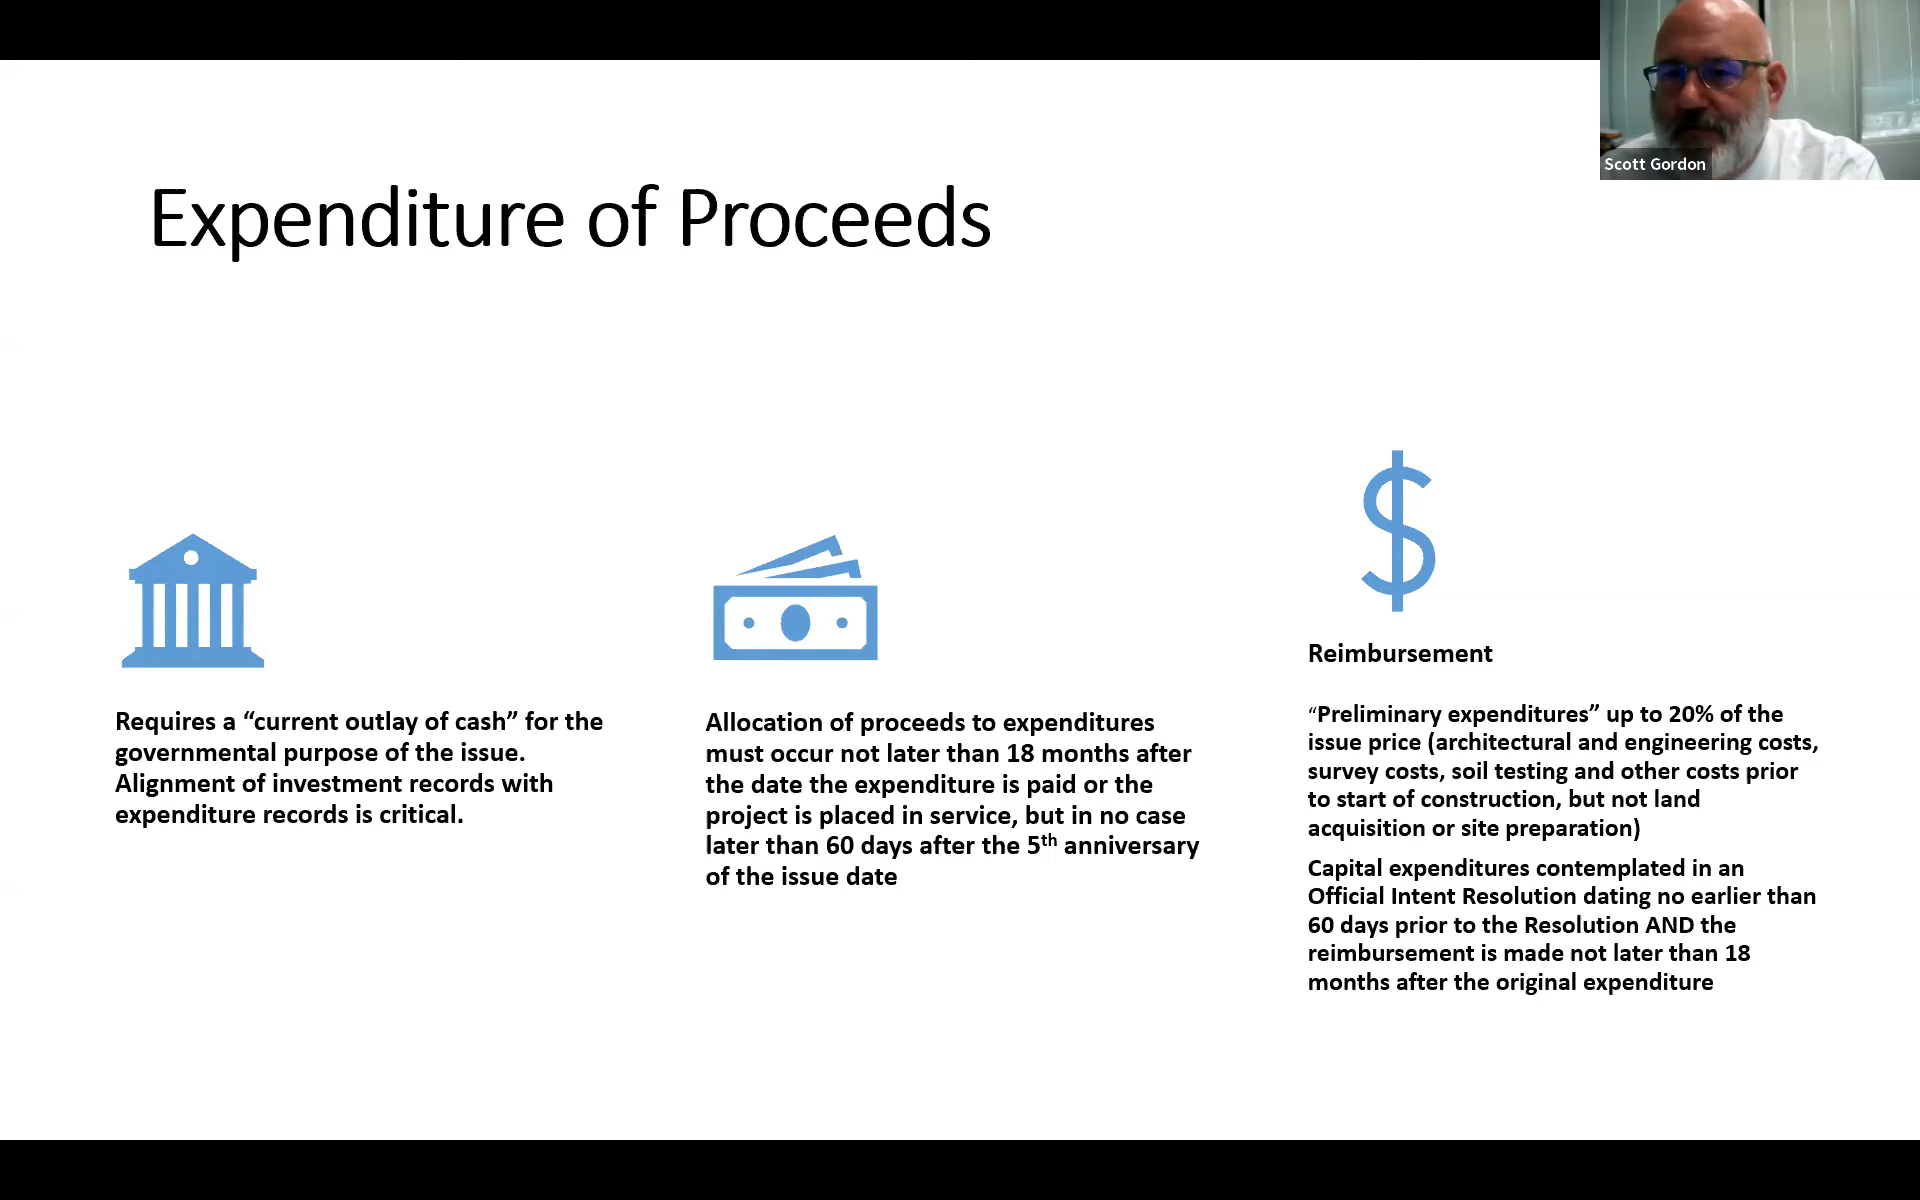 Scott Gordon
Expenditure of Proceeds
Requires a “current outlay of cash” for the
governmental purpose of the issue.
Alignment of investment records with
expenditure records is critical.
Allocation of proceeds to expenditures
must occur not later than 18 months after
the date the expenditure is paid or the
project is placed in service, but in no case
later than 60 days after the 5th anniversary
of the issue date
Reimbursement
“Preliminary expenditures” up to 20% of the
issue price (architectural and engineering costs,
survey costs, soil testing and other costs prior
to start of construction, but not land
acquisition or site preparation)
Capital expenditures contemplated in an
Official Intent Resolution dating no earlier than
60 days prior to the Resolution AND the
reimbursement is made not later than 18
months after the original expenditure